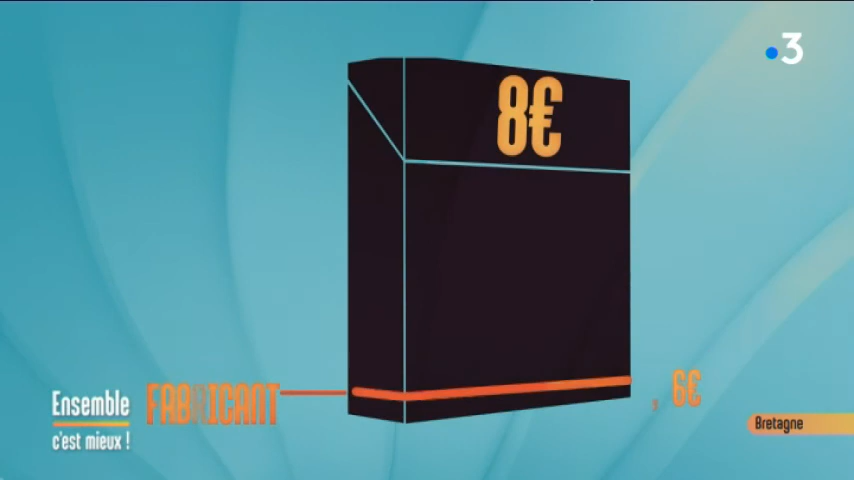 3
8€
FABRICANT
6€
Ensemble
c'est mieux !
Bretagne